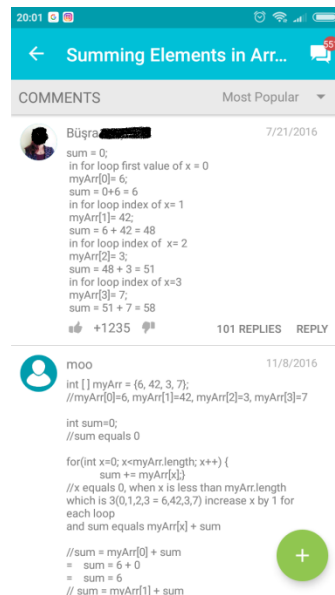 20:01
Summing Elements in Arr...
55
COMMENTS
Most Popular
Büşra
7/21/2016
sum = 0;
in for loop first value of x = 0
myArr[0]= 6;
sum = 0+6 = 6
in for loop index of x= 1
myArr[1]= 42;
sum = 6 + 42 = 48
in for loop index of  x= 2
myArr[2]= 3;
sum = 48 + 3 = 51
in for loop index of x=3
myArr[3]= 7;
sum = 51 + 7 = 58
+1235
101 REPLIES
REPLY
moo
11/8/2016
int [ ] myArr = {6, 42, 3, 7};
//myArr[0]=6, myArr[1]=42, myArr[2]=3, myArr[3]=7
int sum=0;
//sum equals 0
for(int x=0; x<myArr.length; x++) {
sum += myArr[x];}
//x equals 0, when x is less than myArr.length
which is 3(0,1,2,3 = 6,42,3,7) increase x by 1 for
each loop
and sum equals myArr[x] + sum
//sum = myArr[0] + sum
=   sum = 6 + 0
=   sum = 6
// sum = myArr[1] + sum